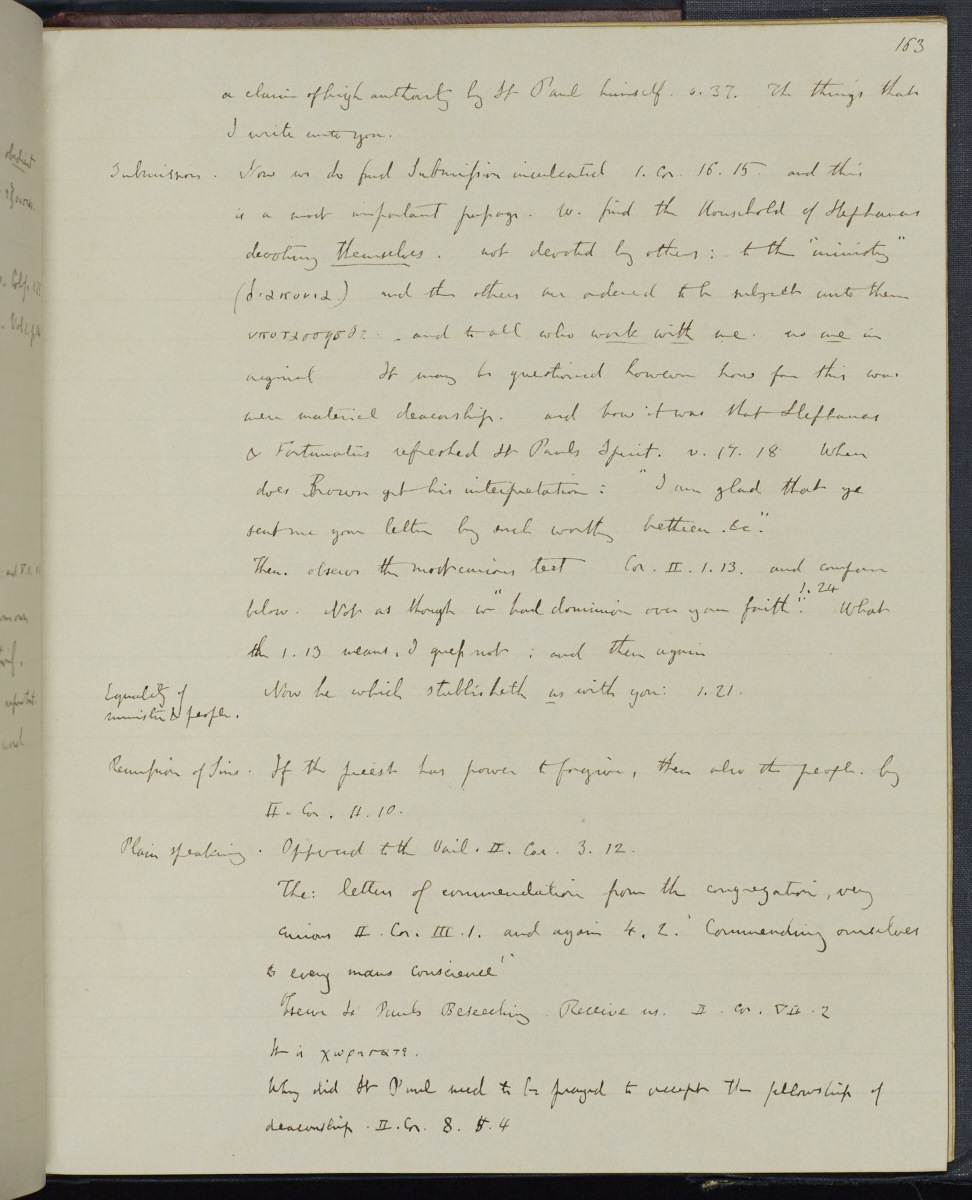 163
a claim of high authority by St Paul himself. v. 37. The things that
I write unto you.
Submission. Now we do find Submission inculcated 1. Cor. 16. 15. and this
is a most important passage. We find the Household of Stephanas
devoting themselves. not devoted by others: to the "ministry"
(διακονια) and the others are ordered to be subject unto them
υποτασσησθε. and to all who work with me. no me in
original It may be questioned however how far this was
mere material deaconship. and how it was that Stephanas
& Fortunatus refreshed St Pauls Spirit. v. 17. 18 When
does Brown get his interpretation: "I am glad that ye
sent me your letter by such worthy brethren. &c."
Then. observe the most curious text Cor. II. 1. 13. and compare
below. Not as though we "had dominion over your faith". 1. 24 What
the 1. 13 means, I guess not: and then again
Equality of
minister & people.
Now he which stablisheth us with you: 1. 21.
Remission of Sins. If the priest has power to forgive, then also the people. by
II. Cor. II. 10.
Plain speaking. Opposed to the Vail. II. Cor. 3. 12.
The: letters of commendation from the congregation, very
curious II. Cor. III. 1. and again 4. 2. 'Commending ourselves
to every mans conscience'
St Pauls Beseeching. Receive us. II. Cor. VII. 2
It is χωρησατε.
Why did St Paul need to be prayed to accept the fellowship of
deaconship. II. Cor. 8. 4
obedient